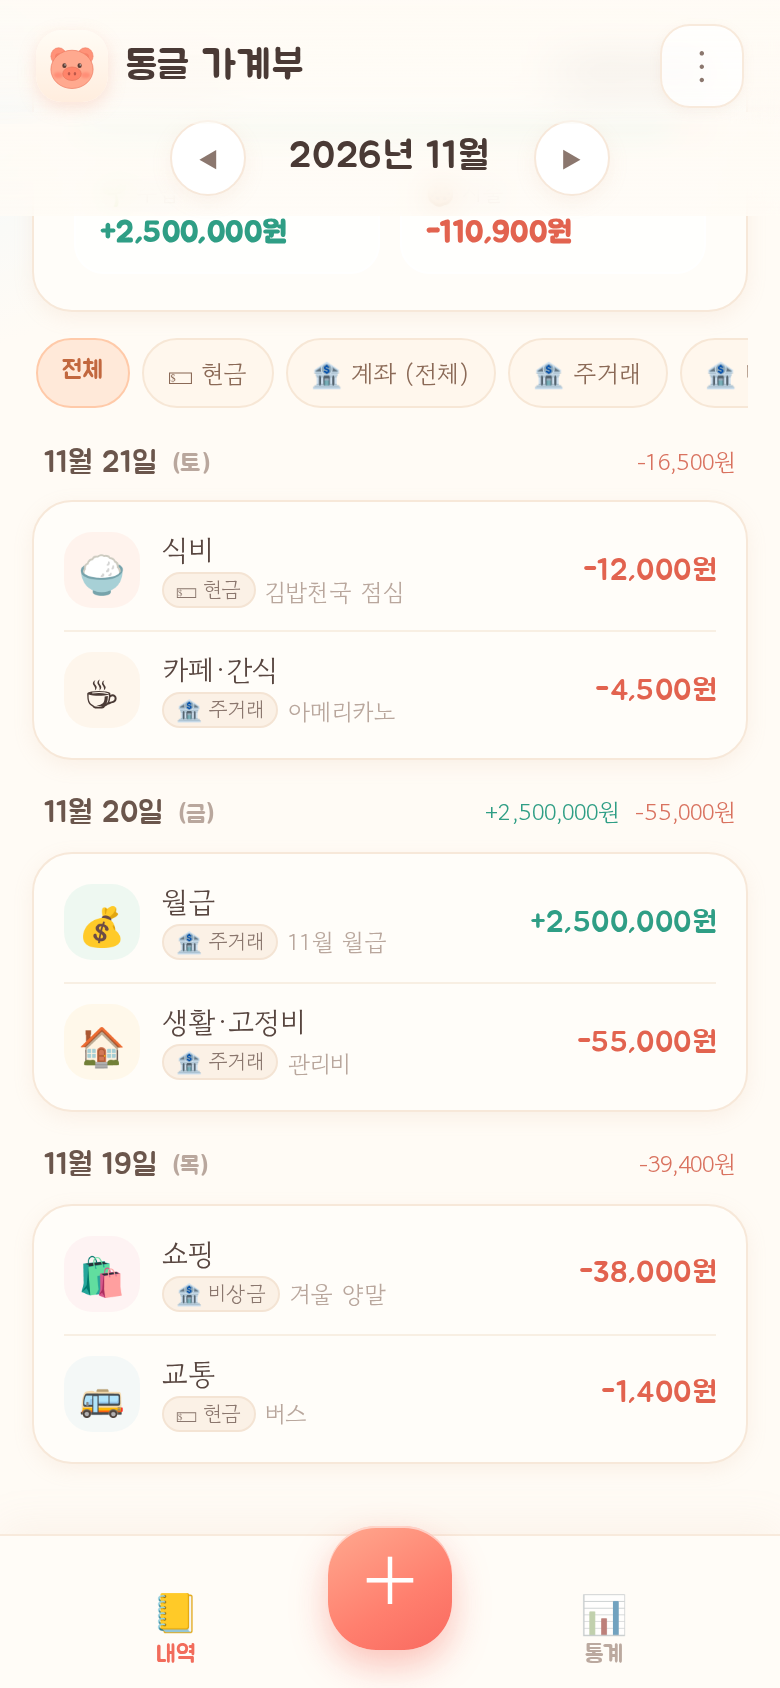 동글 가계부
2026년 11월
+2,500,000원 -110,900원
전체 현금 계좌 (전체) 주거래
11월 21일 (토) -16,500원
식비
현금 김밥천국 점심
-12,000원
카페·간식
주거래 아메리카노
-4,500원
11월 20일 (금) +2,500,000원 -55,000원
월급
주거래 11월 월급
+2,500,000원
생활·고정비
주거래 관리비
-55,000원
11월 19일 (목) -39,400원
쇼핑
비상금 겨울 양말
-38,000원
교통
현금 버스
-1,400원
내역 통계